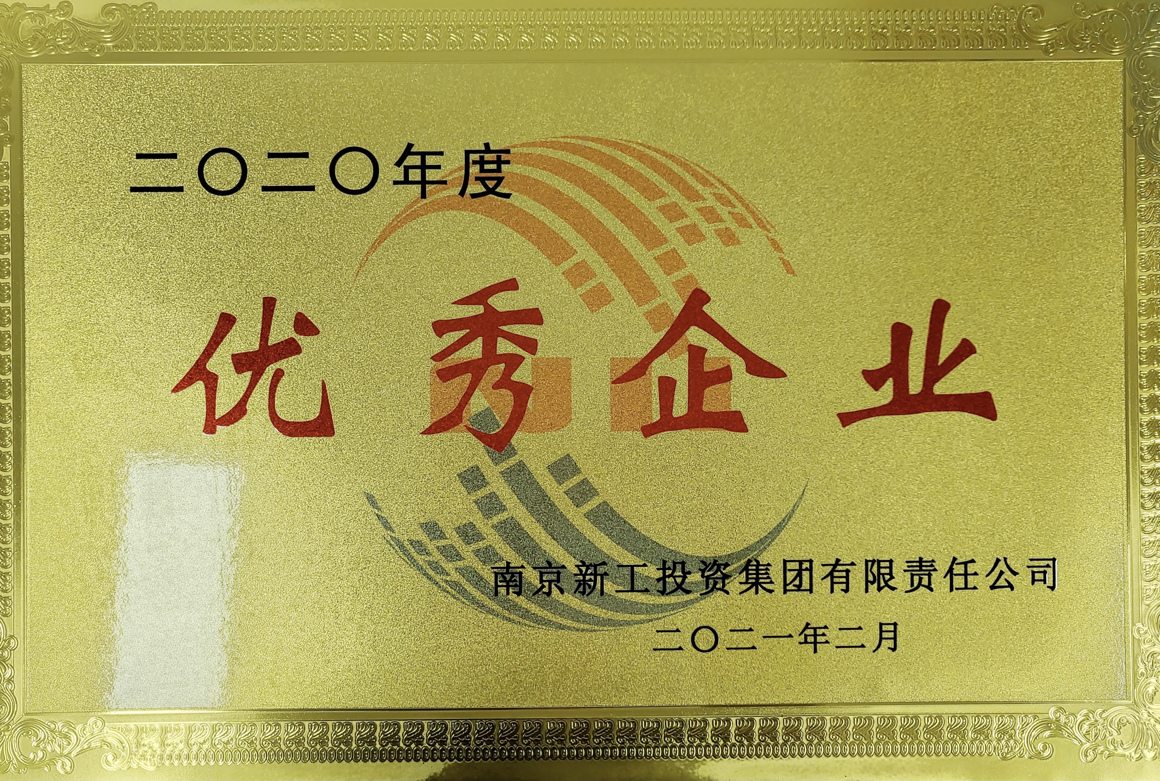 二〇二〇年度
优秀企业
南京新工投资集团有限责任公司
二〇二一年二月